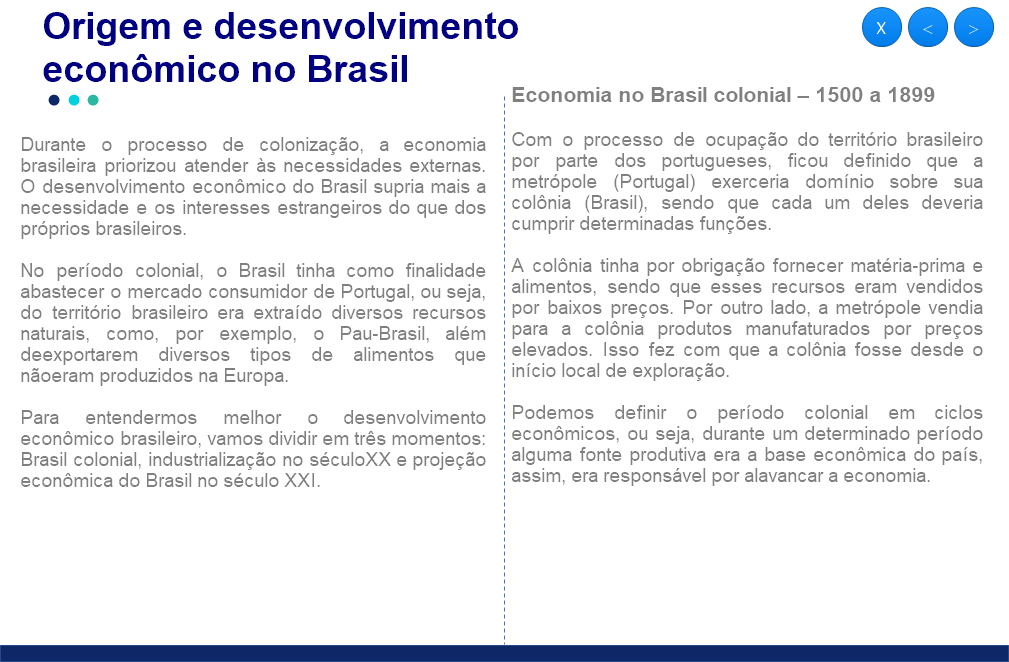 Origem e desenvolvimento
econômico no Brasil
X < >
Durante o processo de colonização, a economia
brasileira priorizou atender às necessidades externas.
O desenvolvimento econômico do Brasil supria mais a
necessidade e os interesses estrangeiros do que dos
próprios brasileiros.
No período colonial, o Brasil tinha como finalidade
abastecer o mercado consumidor de Portugal, ou seja,
do território brasileiro era extraído diversos recursos
naturais, como, por exemplo, o Pau-Brasil, além
deexportarem diversos tipos de alimentos que
nãoeram produzidos na Europa.
Para entendermos melhor o desenvolvimento
econômico brasileiro, vamos dividir em três momentos:
Brasil colonial, industrialização no séculoXX e projeção
econômica do Brasil no século XXI.
Economia no Brasil colonial – 1500 a 1899
Com o processo de ocupação do território brasileiro
por parte dos portugueses, ficou definido que a
metrópole (Portugal) exerceria domínio sobre sua
colônia (Brasil), sendo que cada um deles deveria
cumprir determinadas funções.
A colônia tinha por obrigação fornecer matéria-prima e
alimentos, sendo que esses recursos eram vendidos
por baixos preços. Por outro lado, a metrópole vendia
para a colônia produtos manufaturados por preços
elevados. Isso fez com que a colônia fosse desde o
início local de exploração.
Podemos definir o período colonial em ciclos
econômicos, ou seja, durante um determinado período
alguma fonte produtiva era a base econômica do país,
assim, era responsável por alavancar a economia.